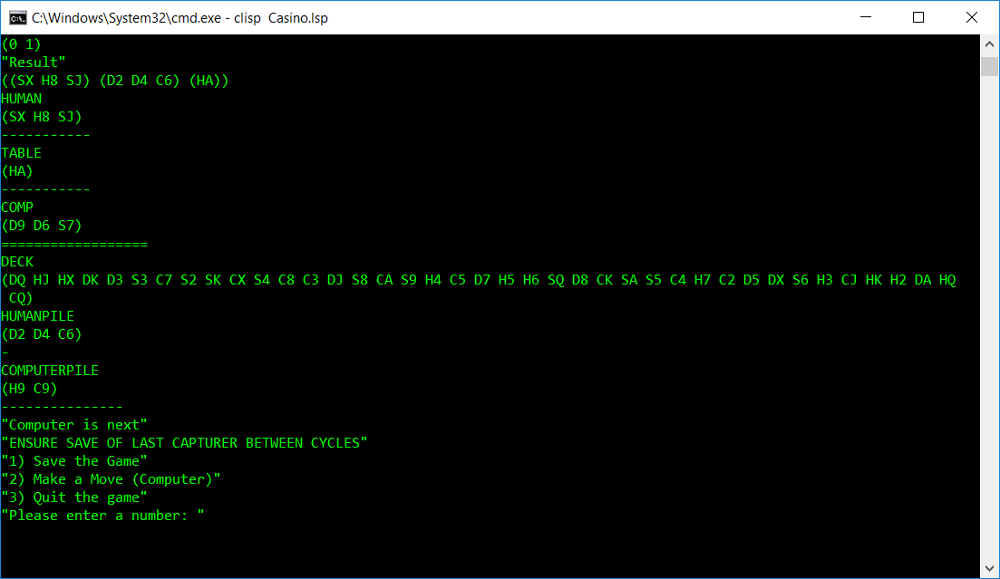 C:\Windows\System32\cmd.exe - clisp  Casino.lsp
(0 1)
"Result"
((SX H8 SJ) (D2 D4 C6) (HA))
HUMAN
(SX H8 SJ)
-----------
TABLE
(HA)
-----------
COMP
(D9 D6 S7)
==================
DECK
(DQ HJ HX DK D3 S3 C7 S2 SK CX S4 C8 C3 DJ S8 CA S9 H4 C5 D7 H5 H6 SQ D8 CK SA S5 C4 H7 C2 D5 DX S6 H3 CJ HK H2 DA HQ
 CQ)
HUMANPILE
(D2 D4 C6)
-
COMPUTERPILE
(H9 C9)
---------------
"Computer is next"
"ENSURE SAVE OF LAST CAPTURER BETWEEN CYCLES"
"1) Save the Game"
"2) Make a Move (Computer)"
"3) Quit the game"
"Please enter a number: "